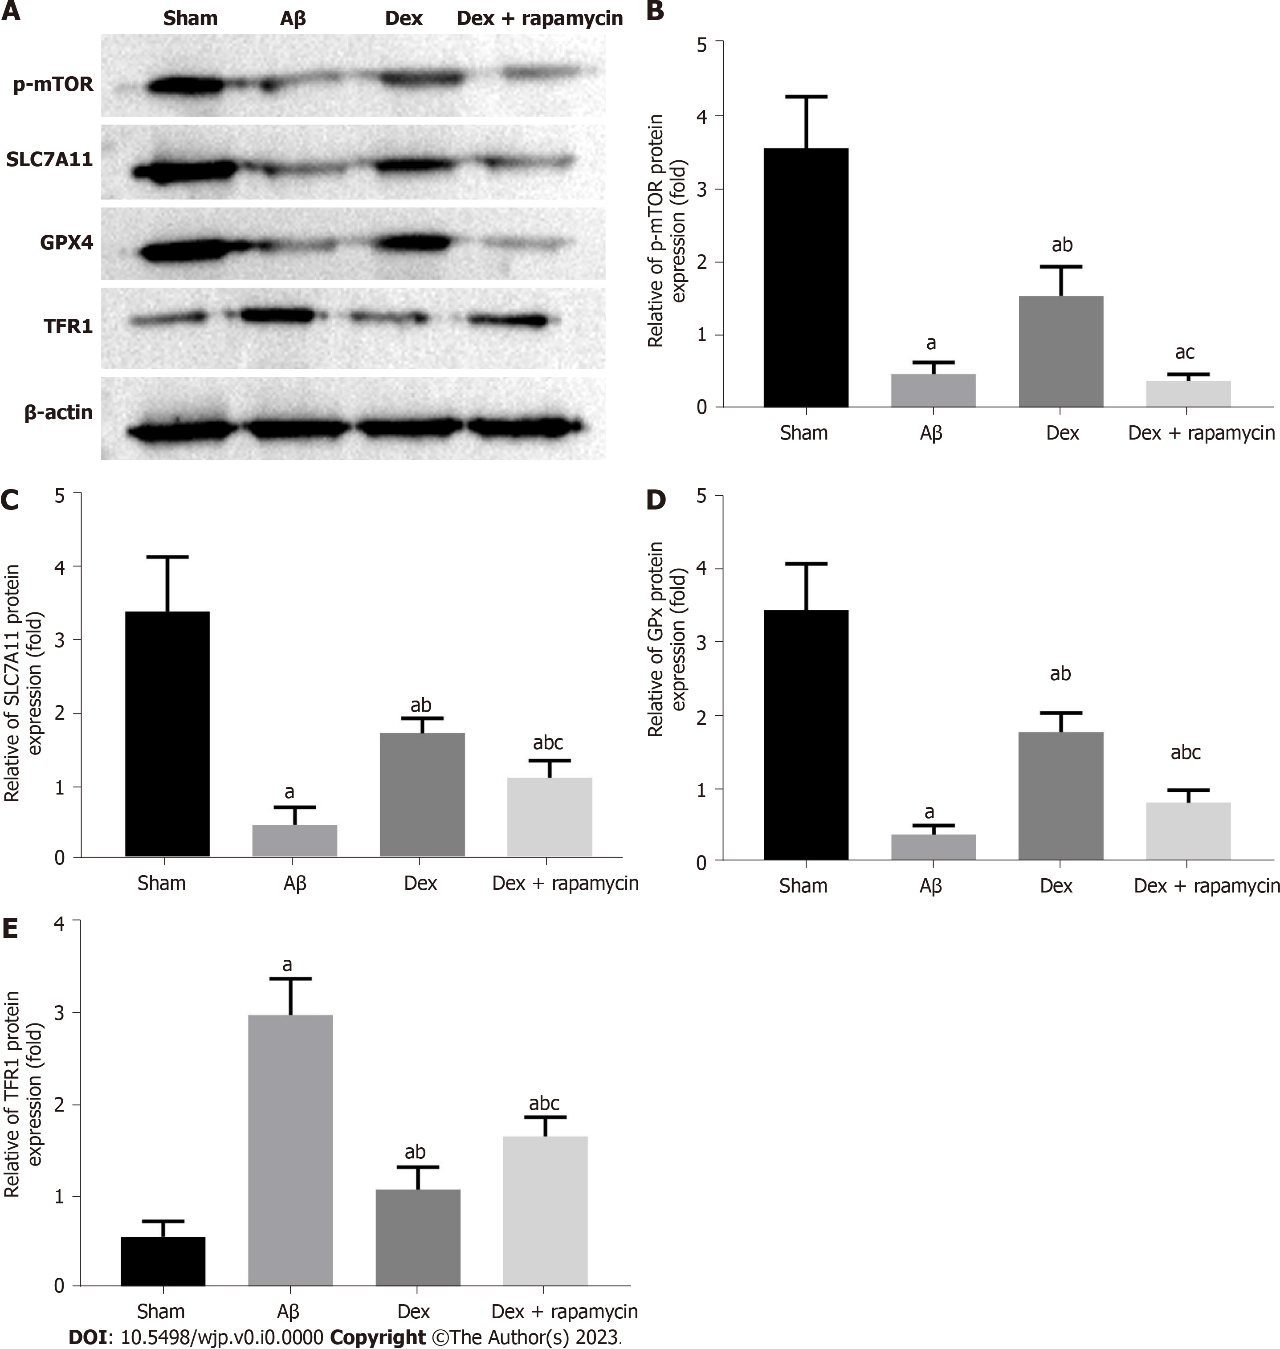 A
Sham Aβ Dex Dex + rapamycin
p-mTOR
SLC7A11
GPX4
TFR1
β-actin
B
Relative of p-mTOR protein
expression (fold)
5
4
3
2
1
0
a
ab
ac
Sham Aβ Dex Dex + rapamycin
C
Relative of SLC7A11 protein
expression (fold)
5
4
3
2
1
0
a
ab
abc
Sham Aβ Dex Dex + rapamycin
D
Relative of GPx protein
expression (fold)
5
4
3
2
1
0
a
ab
abc
Sham Aβ Dex Dex + rapamycin
E
Relative of TFR1 protein
expression (fold)
4
3
2
1
0
a
ab
abc
Sham Aβ Dex Dex + rapamycin
DOI: 10.5498/wjp.v0.i0.0000 Copyright ©The Author(s) 2023.